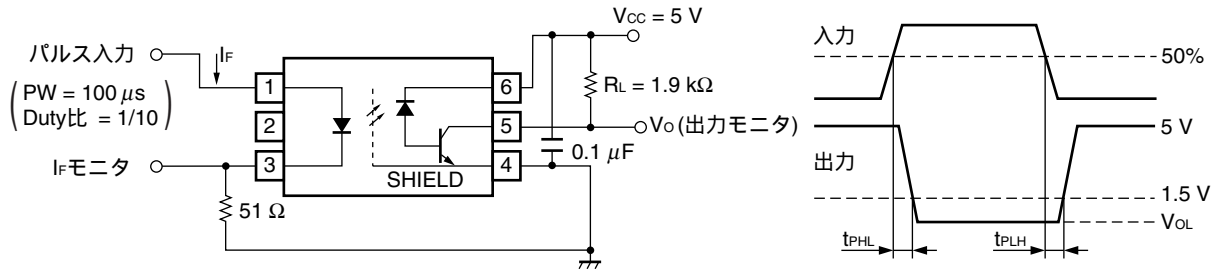 パルス入力
IF
(PW = 100 μs
Duty比 = 1/10)
IFモニタ
51 Ω
1
2
3
6
5
4
SHIELD
VCC = 5 V
RL = 1.9 kΩ
VO (出力モニタ)
0.1 μF
入力
50%
5 V
出力
1.5 V
VOL
tPHL
tPLH